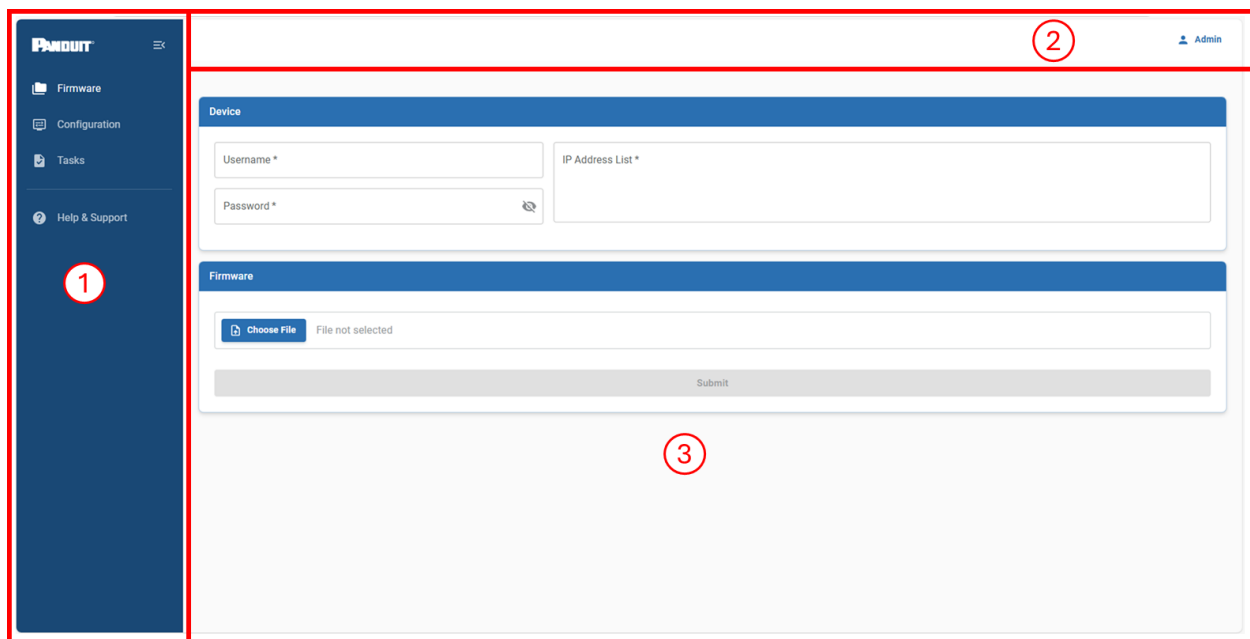 PANDUIT
Firmware
Configuration
Tasks
Help & Support
1
2
Admin
Device
Username *
IP Address List *
Password *
Firmware
Choose File File not selected
Submit
3